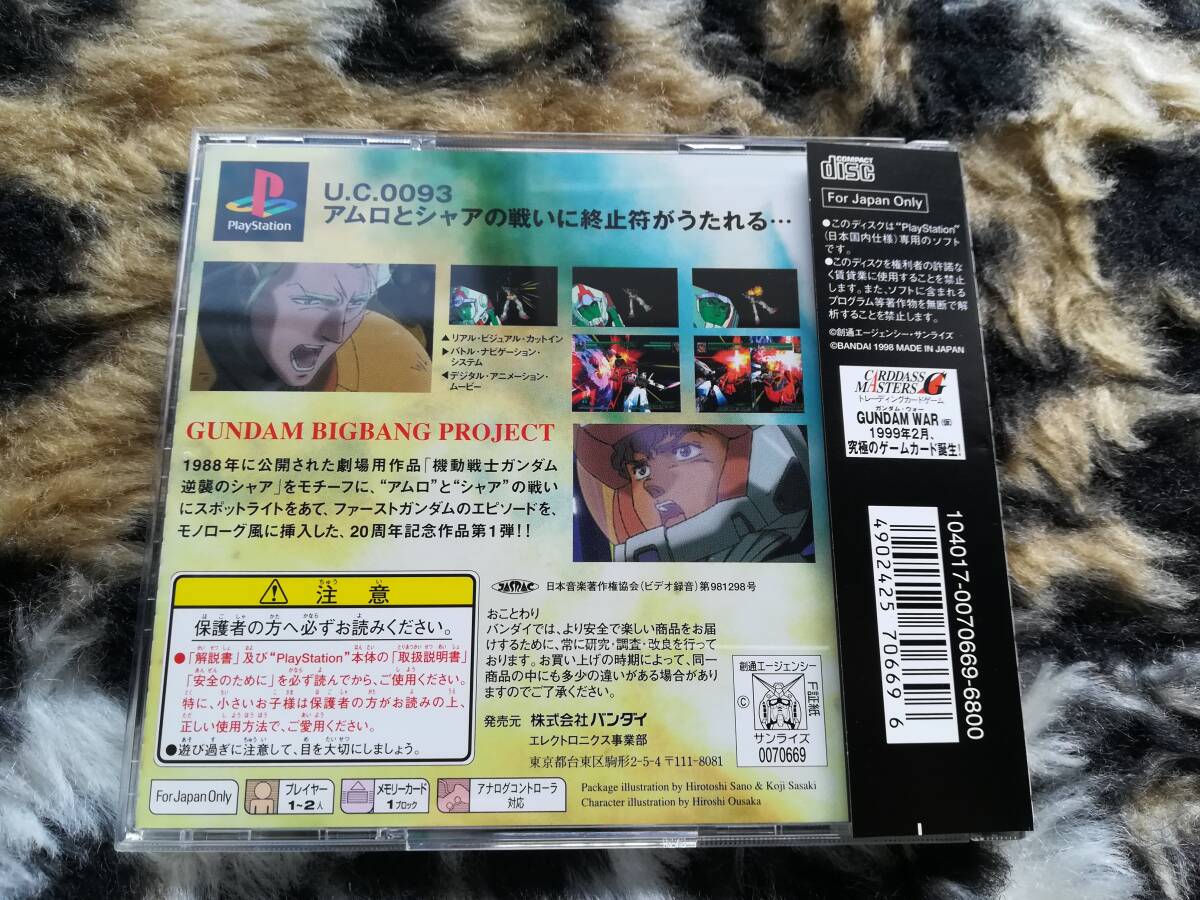 PlayStation
U.C.0093
アムロとシャアの戦いに終止符がうたれる…
▲リアル・ビジュアル・カットイン
▶バトル・ナビゲーション・
システム
◀デジタル・アニメーション・
ムービー
GUNDAM BIGBANG PROJECT
1988年に公開された劇場用作品「機動戦士ガンダム
逆襲のシャア」をモチーフに、“アムロ”と“シャア”の戦い
にスポットライトをあて、ファーストガンダムのエピソードを、
モノローグ風に挿入した、20周年記念作品第1弾!!
注意
保護者の方へ必ずお読みください。
●「解説書」及び“PlayStation”本体の「取扱説明書」
「安全のために」を必ず読んでから、ご使用ください。
特に、小さいお子様は保護者の方がお読みの上、
正しい使用方法で、ご愛用ください。
●遊び過ぎに注意して、目を大切にしましょう。
JASRAC 日本音楽著作権協会(ビデオ録音)第981298号
おことわり
バンダイでは、より安全で楽しい商品をお届
けするために、常に研究・調査・改良を行って
おります。お買い上げの時期によって、同一
商品の中にも多少の違いがある場合があり
ますのでご了承ください。
発売元 株式会社バンダイ
エレクトロニクス事業部
東京都台東区駒形2-5-4 〒111-8081
創通エージェンシー
©
F証紙
サンライズ
0070669
For Japan Only
プレイヤー
1~2人
メモリーカード
1ブロック
アナログコントローラ
対応
Package illustration by Hirotoshi Sano & Koji Sasaki
Character illustration by Hiroshi Ousaka
COMPACT
disc
For Japan Only
●このディスクは“PlayStation”
(日本国内仕様)専用のソフト
です。
●このディスクを権利者の許諾な
く賃貸業に使用することを禁止
します。また、ソフトに含まれる
プログラム等著作物を無断で解
析することを禁止します。
©創通エージェンシー・サンライズ
©BANDAI 1998 MADE IN JAPAN
CARDDASS
MASTERS G
トレーディングカードゲーム
ガンダム・ウォー
GUNDAM WAR(仮)
1999年2月、
究極のゲームカード誕生!
104017-0070669-6800
4902425 70669 6